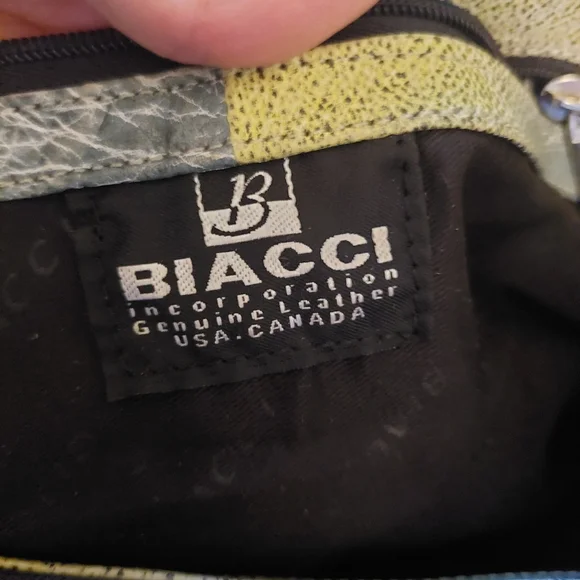 B
BIACCI
incorporation
Genuine Leather
USA.CANADA